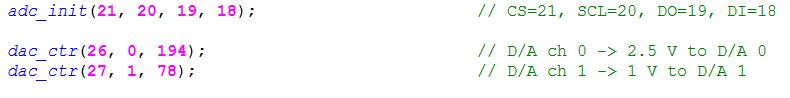 adc_init(21, 20, 19, 18); // CS=21, SCL=20, DO=19, DI=18
dac_ctr(26, 0, 194); // D/A ch 0 -> 2.5 V to D/A 0
dac_ctr(27, 1, 78); // D/A ch 1 -> 1 V to D/A 1